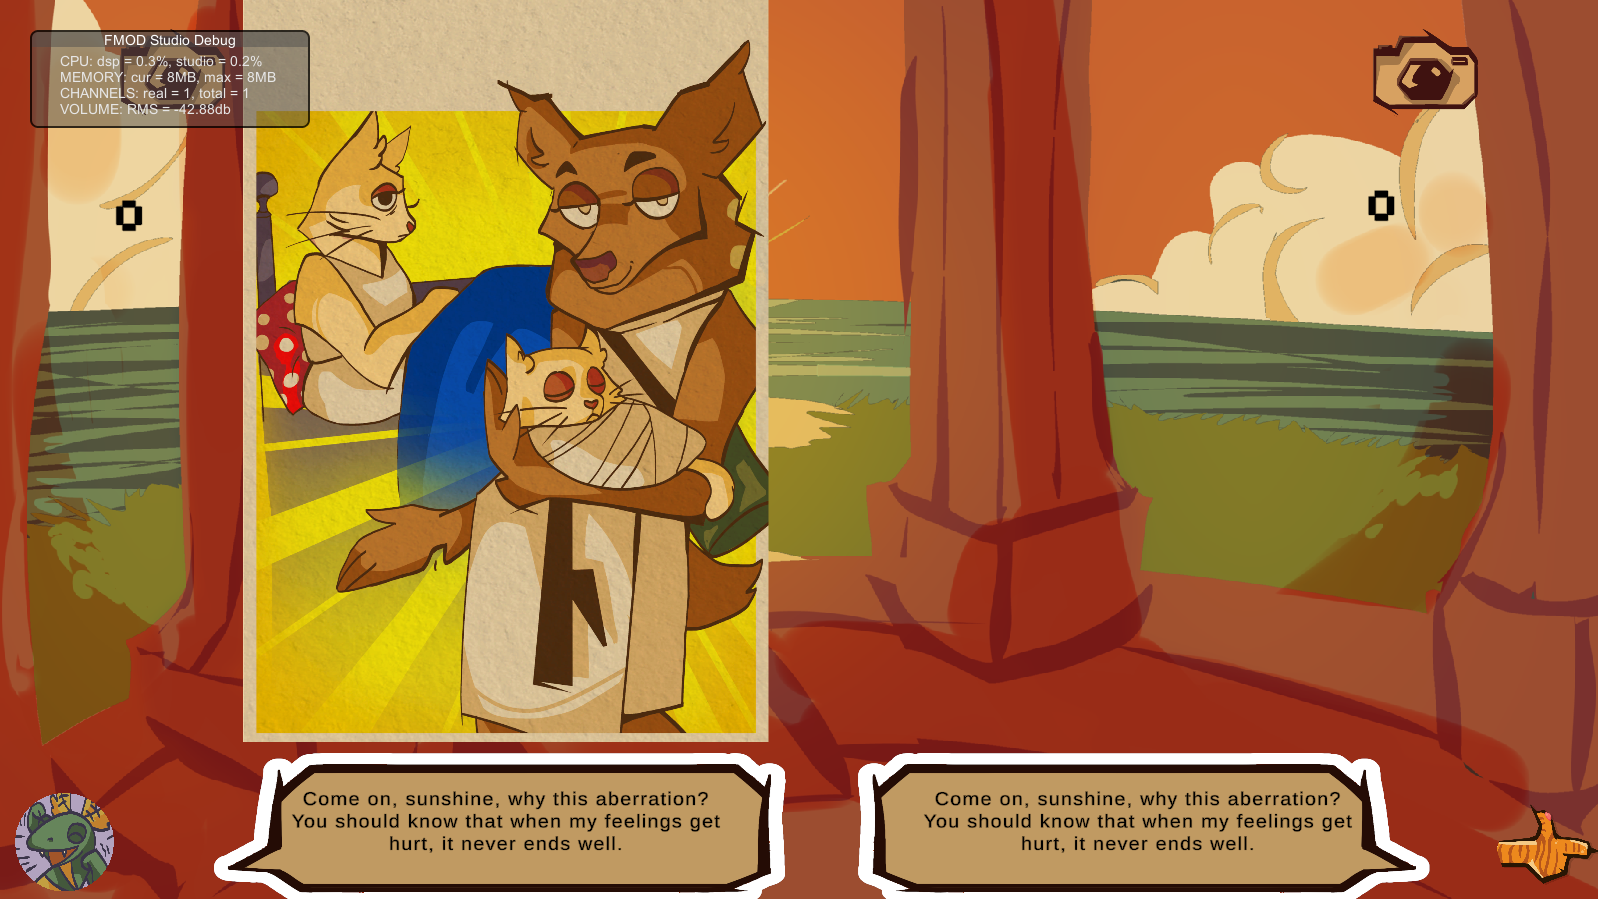 FMOD Studio Debug
CPU: dsp = 0.3%, studio = 0.2%
MEMORY: cur = 8MB, max = 8MB
CHANNELS: real = 1, total = 1
VOLUME: RMS = -42.88db
0
0
Come on, sunshine, why this aberration?
You should know that when my feelings get
hurt, it never ends well.
Come on, sunshine, why this aberration?
You should know that when my feelings get
hurt, it never ends well.